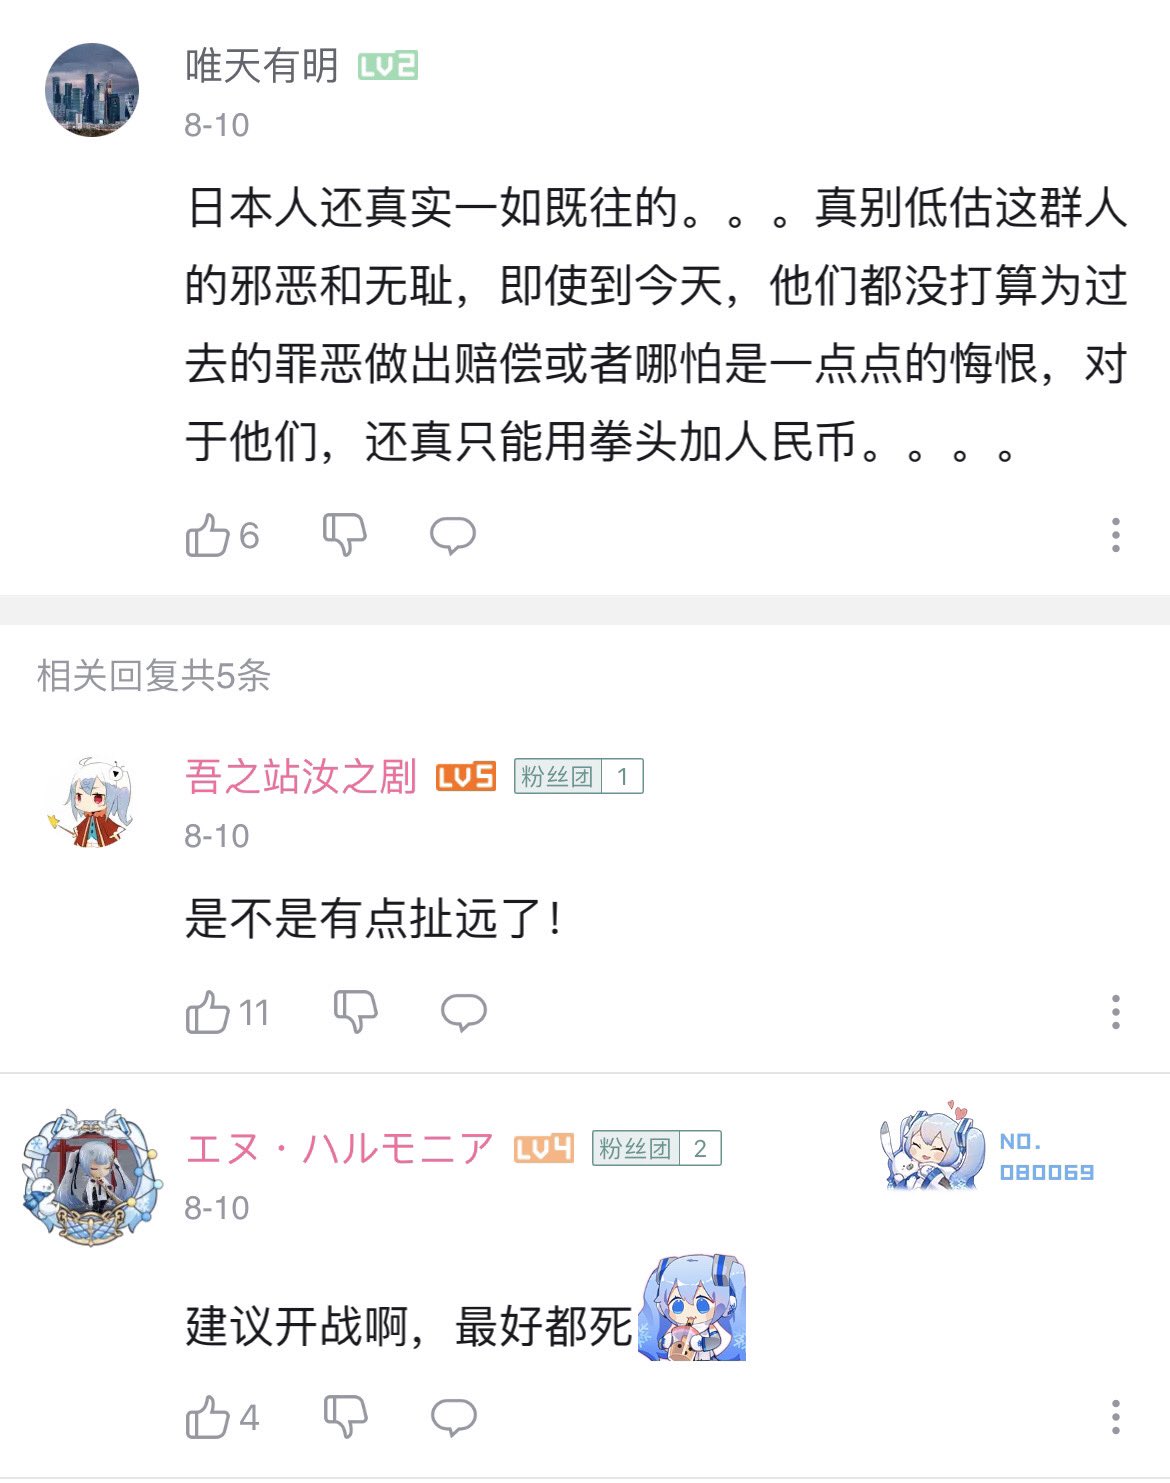 唯天有明 LV2
8-10
日本人还真实一如既往的。。。真别低估这群人
的邪恶和无耻，即使到今天，他们都没打算为过
去的罪恶做出赔偿或者哪怕是一点点的悔恨，对
于他们，还真只能用拳头加人民币。。。。
6
相关回复共5条
吾之站汝之剧 LV5 粉丝团 1
8-10
是不是有点扯远了！
11
エヌ・ハルモニア LV4 粉丝团 2
NO.
080069
8-10
建议开战啊，最好都死
4